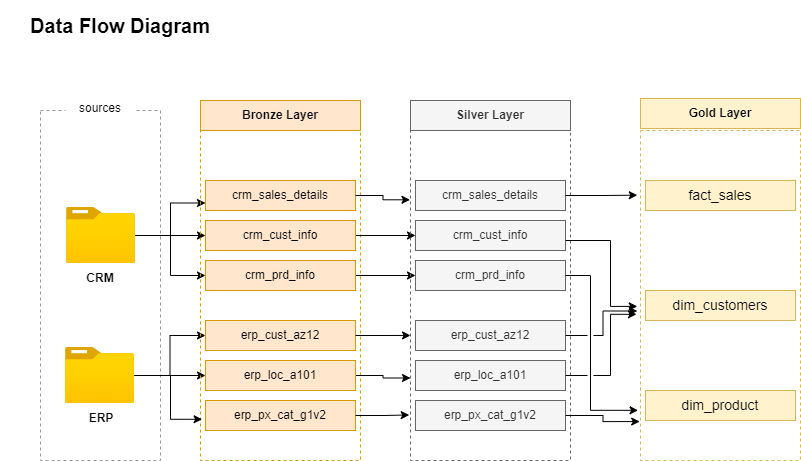 Data Flow Diagram
sources
Bronze Layer
Silver Layer
Gold Layer
crm_sales_details
crm_sales_details
fact_sales
crm_cust_info
crm_cust_info
CRM
crm_prd_info
crm_prd_info
dim_customers
erp_cust_az12
erp_cust_az12
erp_loc_a101
erp_loc_a101
ERP
erp_px_cat_g1v2
erp_px_cat_g1v2
dim_product